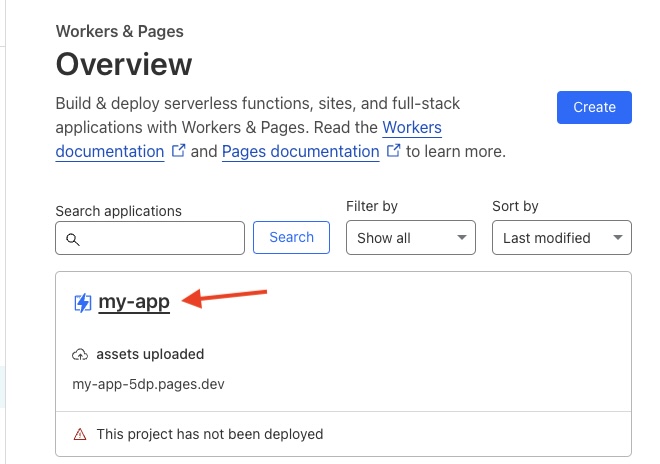 Workers & Pages
Overview
Build & deploy serverless functions, sites, and full-stack
applications with Workers & Pages. Read the Workers
documentation and Pages documentation to learn more.
Create
Search applications
Search
Filter by
Show all
Sort by
Last modified
my-app
assets uploaded
my-app-5dp.pages.dev
This project has not been deployed